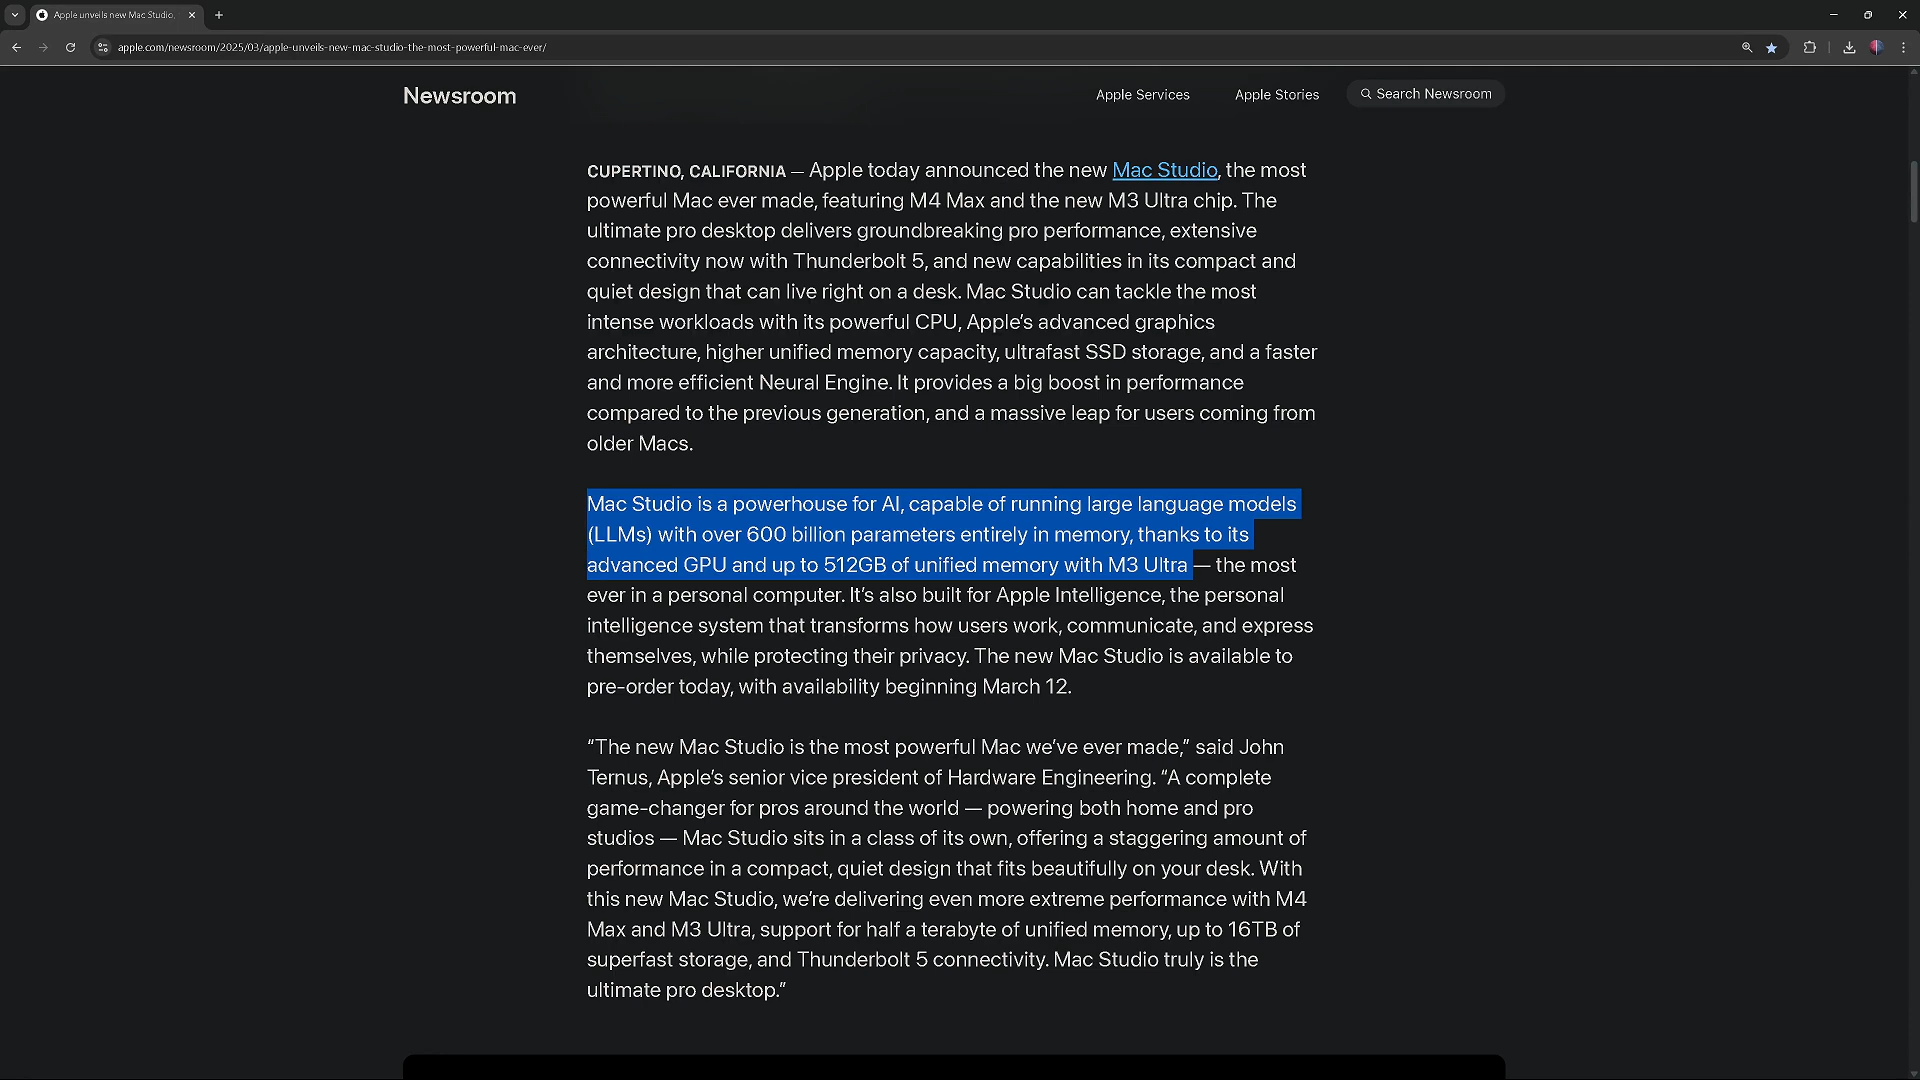 Apple unveils new Mac Studio,
apple.com/newsroom/2025/03/apple-unveils-new-mac-studio-the-most-powerful-mac-ever/
Newsroom
Apple Services
Apple Stories
Search Newsroom
CUPERTINO, CALIFORNIA — Apple today announced the new Mac Studio, the most
powerful Mac ever made, featuring M4 Max and the new M3 Ultra chip. The
ultimate pro desktop delivers groundbreaking pro performance, extensive
connectivity now with Thunderbolt 5, and new capabilities in its compact and
quiet design that can live right on a desk. Mac Studio can tackle the most
intense workloads with its powerful CPU, Apple’s advanced graphics
architecture, higher unified memory capacity, ultrafast SSD storage, and a faster
and more efficient Neural Engine. It provides a big boost in performance
compared to the previous generation, and a massive leap for users coming from
older Macs.
Mac Studio is a powerhouse for AI, capable of running large language models
(LLMs) with over 600 billion parameters entirely in memory, thanks to its
advanced GPU and up to 512GB of unified memory with M3 Ultra — the most
ever in a personal computer. It’s also built for Apple Intelligence, the personal
intelligence system that transforms how users work, communicate, and express
themselves, while protecting their privacy. The new Mac Studio is available to
pre-order today, with availability beginning March 12.
“The new Mac Studio is the most powerful Mac we’ve ever made,” said John
Ternus, Apple’s senior vice president of Hardware Engineering. “A complete
game-changer for pros around the world — powering both home and pro
studios — Mac Studio sits in a class of its own, offering a staggering amount of
performance in a compact, quiet design that fits beautifully on your desk. With
this new Mac Studio, we’re delivering even more extreme performance with M4
Max and M3 Ultra, support for half a terabyte of unified memory, up to 16TB of
superfast storage, and Thunderbolt 5 connectivity. Mac Studio truly is the
ultimate pro desktop.”